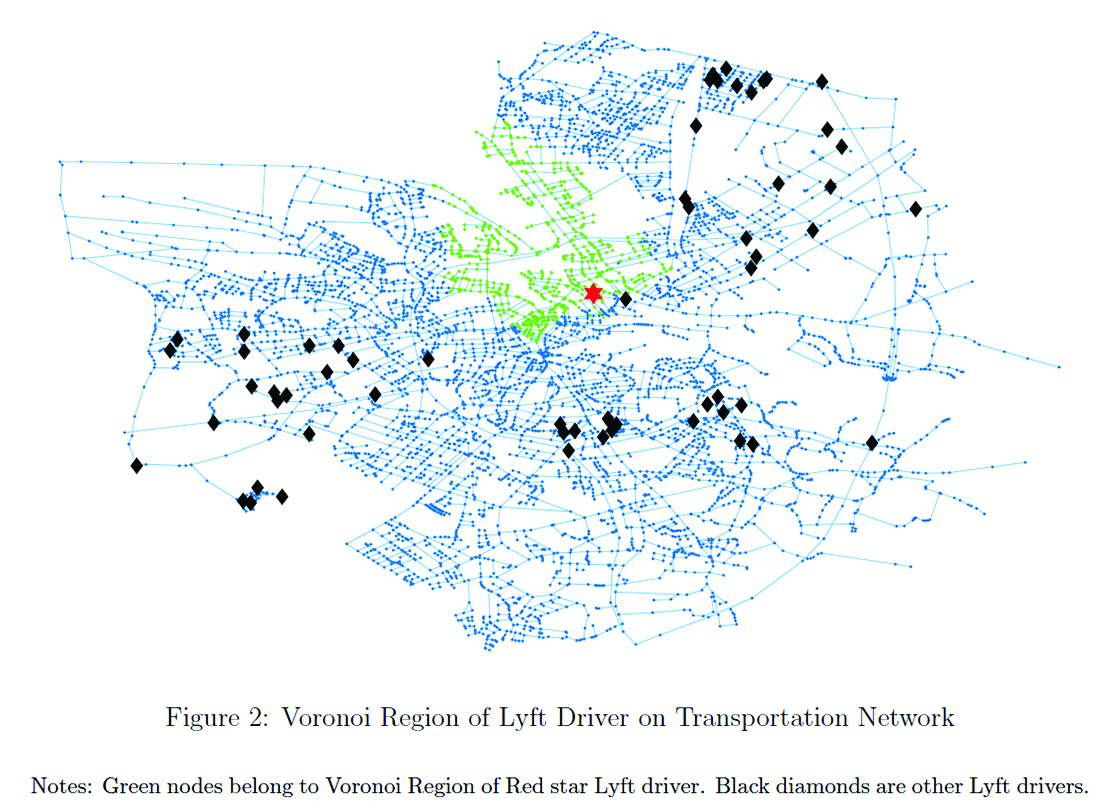 Figure 2: Voronoi Region of Lyft Driver on Transportation Network
Notes: Green nodes belong to Voronoi Region of Red star Lyft driver. Black diamonds are other Lyft drivers.